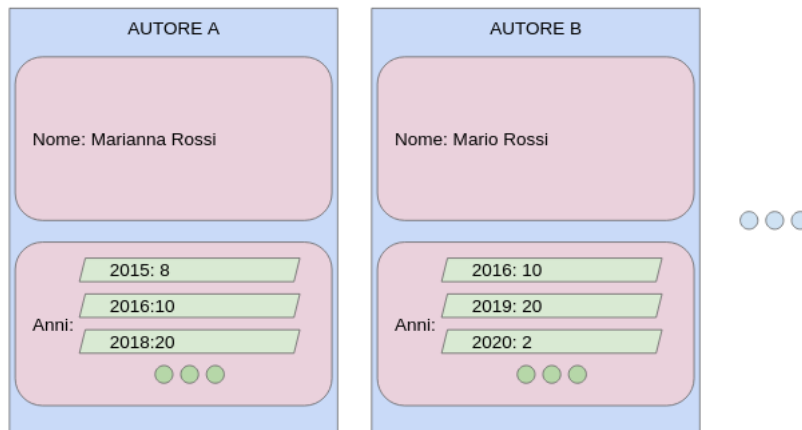 AUTORE A
Nome: Marianna Rossi
Anni:
2015: 8
2016:10
2018:20
AUTORE B
Nome: Mario Rossi
Anni:
2016: 10
2019: 20
2020: 2